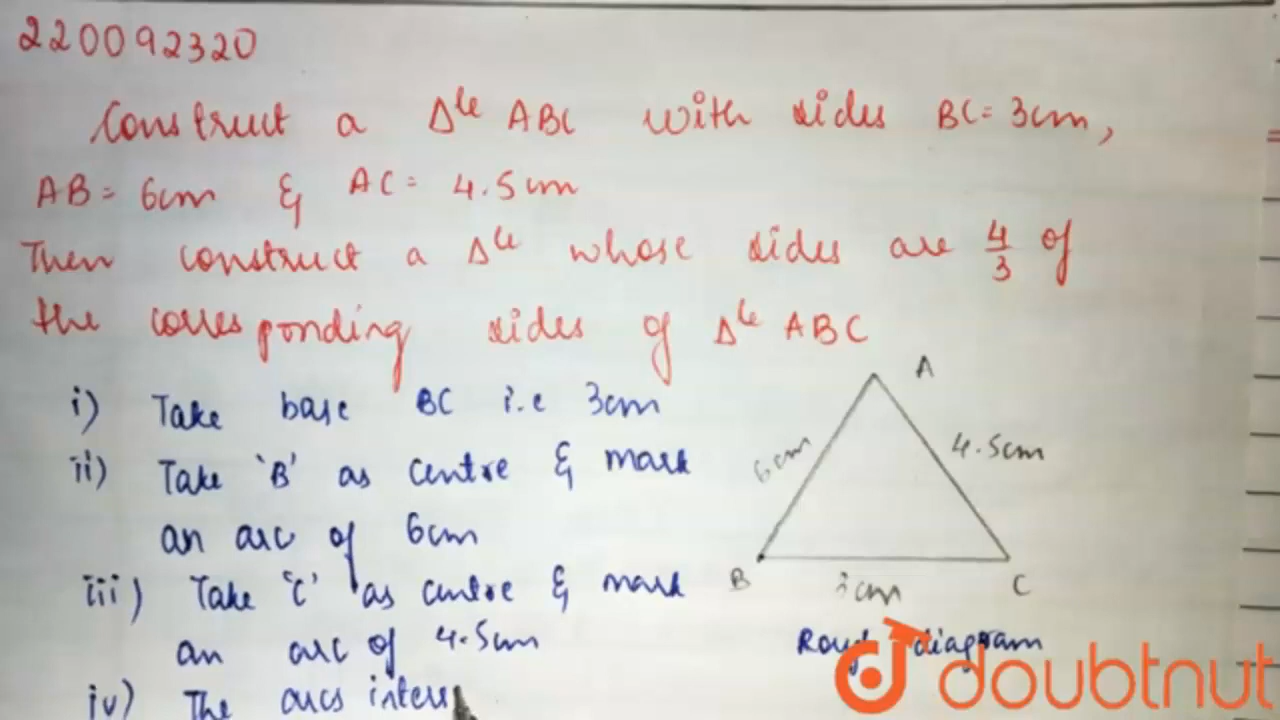 220092320
Construct a Δle ABC with sides BC = 3cm,
AB = 6cm & AC = 4.5cm
Then construct a Δle whose sides are 4/3 of
the corresponding sides of Δle ABC
i) Take base BC i.e 3cm
ii) Take 'B' as centre & mark
an arc of 6cm
iii) Take 'C' as centre & mark
an arc of 4.5cm
iv) The arcs inters
A
6cm
4.5cm
B
3cm
C
Rough diagram
doubtnut